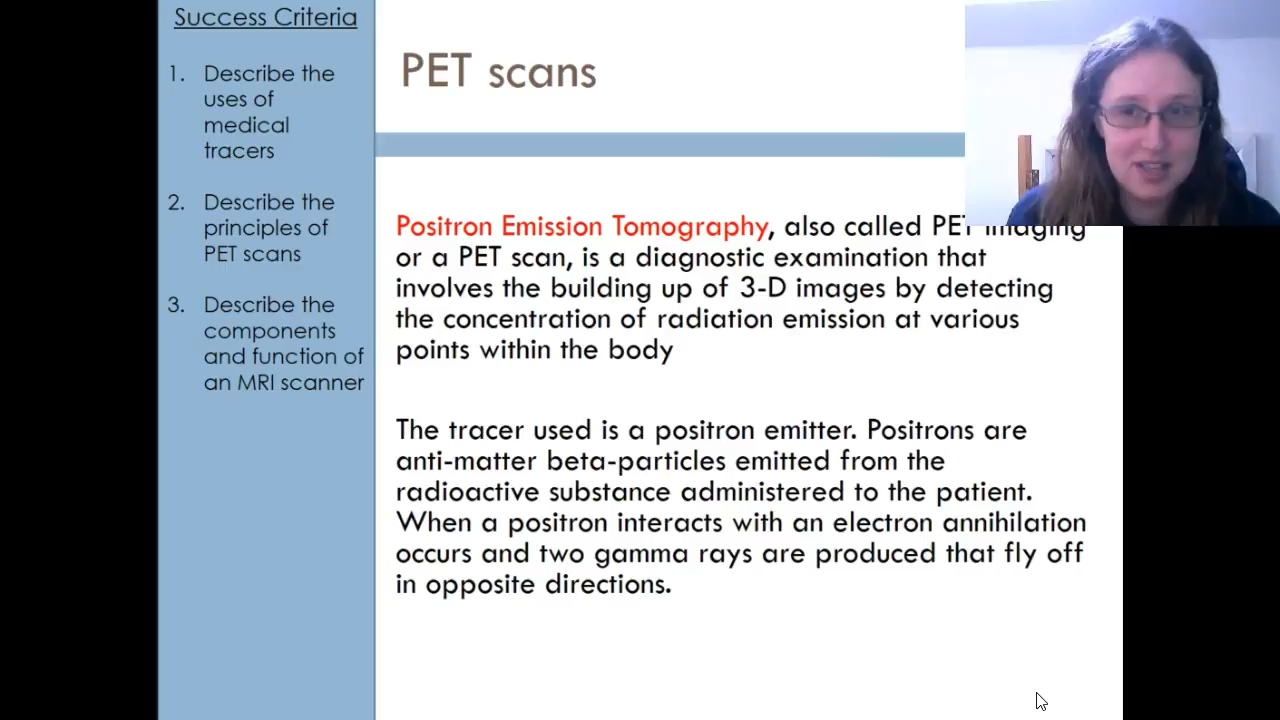 Success Criteria
1. Describe the
uses of
medical
tracers
2. Describe the
principles of
PET scans
3. Describe the
components
and function of
an MRI scanner
PET scans
Positron Emission Tomography, also called PET imaging
or a PET scan, is a diagnostic examination that
involves the building up of 3-D images by detecting
the concentration of radiation emission at various
points within the body
The tracer used is a positron emitter. Positrons are
anti-matter beta-particles emitted from the
radioactive substance administered to the patient.
When a positron interacts with an electron annihilation
occurs and two gamma rays are produced that fly off
in opposite directions.